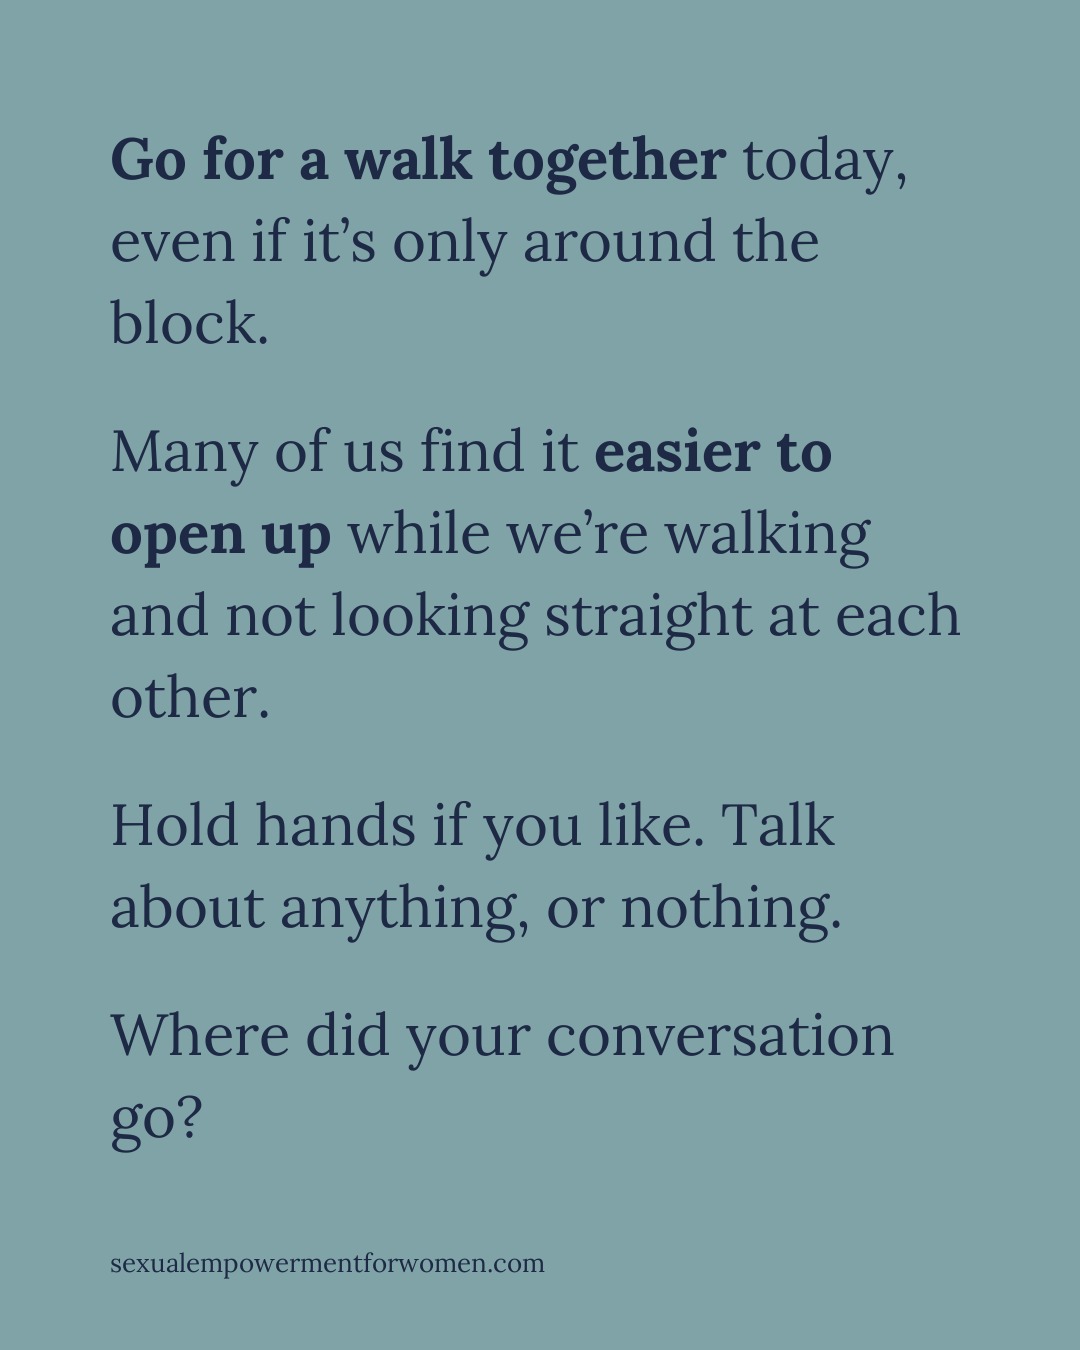 Go for a walk together today,
even if it’s only around the
block.
Many of us find it easier to
open up while we’re walking
and not looking straight at each
other.
Hold hands if you like. Talk
about anything, or nothing.
Where did your conversation
go?
sexualempowermentforwomen.com